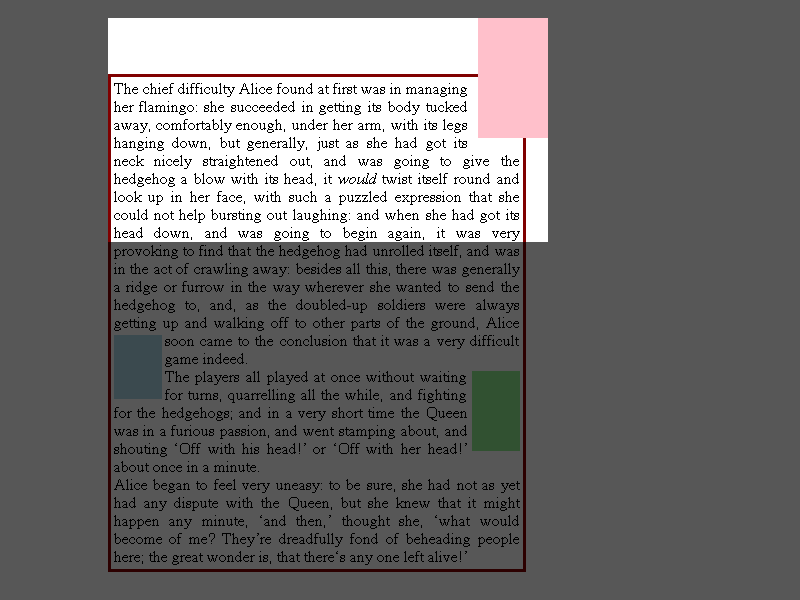 The chief difficulty Alice found at first was in managing
her flamingo: she succeeded in getting its body tucked
away, comfortably enough, under her arm, with its legs
hanging down, but generally, just as she had got its
neck nicely straightened out, and was going to give the
hedgehog a blow with its head, it would twist itself round and
look up in her face, with such a puzzled expression that she
could not help bursting out laughing: and when she had got its
head down, and was going to begin again, it was very
provoking to find that the hedgehog had unrolled itself, and was
in the act of crawling away: besides all this, there was generally
a ridge or furrow in the way wherever she wanted to send the
hedgehog to, and, as the doubled-up soldiers were always
getting up and walking off to other parts of the ground, Alice
soon came to the conclusion that it was a very difficult
game indeed.
The players all played at once without waiting
for turns, quarrelling all the while, and fighting
for the hedgehogs; and in a very short time the Queen
was in a furious passion, and went stamping about, and
shouting ‘Off with his head!’ or ‘Off with her head!’
about once in a minute.
Alice began to feel very uneasy: to be sure, she had not as yet
had any dispute with the Queen, but she knew that it might
happen any minute, ‘and then,’ thought she, ‘what would
become of me? They’re dreadfully fond of beheading people
here; the great wonder is, that there‘s any one left alive!’